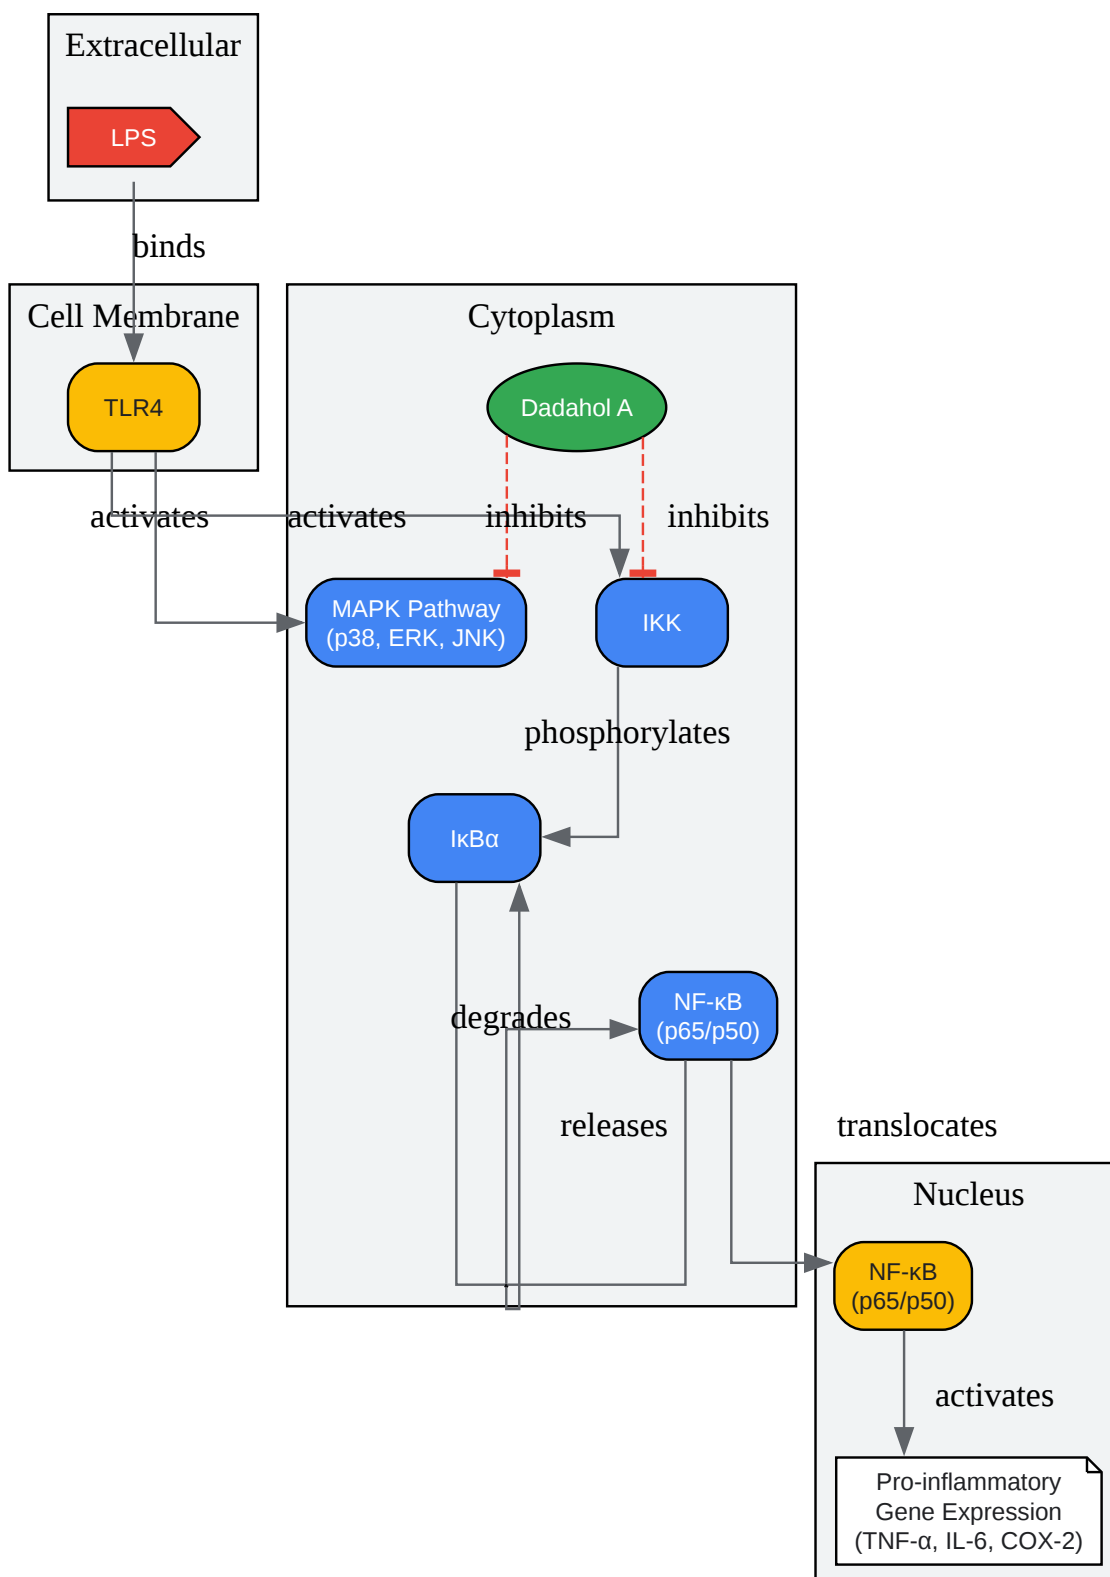 Extracellular
LPS
binds
Cell Membrane
TLR4
Cytoplasm
Dadahol A
activates
activates
inhibits
inhibits
MAPK Pathway
(p38, ERK, JNK)
IKK
phosphorylates
IκBα
degrades
NF-κB
(p65/p50)
releases
translocates
Nucleus
NF-κB
(p65/p50)
activates
Pro-inflammatory
Gene Expression
(TNF-α, IL-6, COX-2)